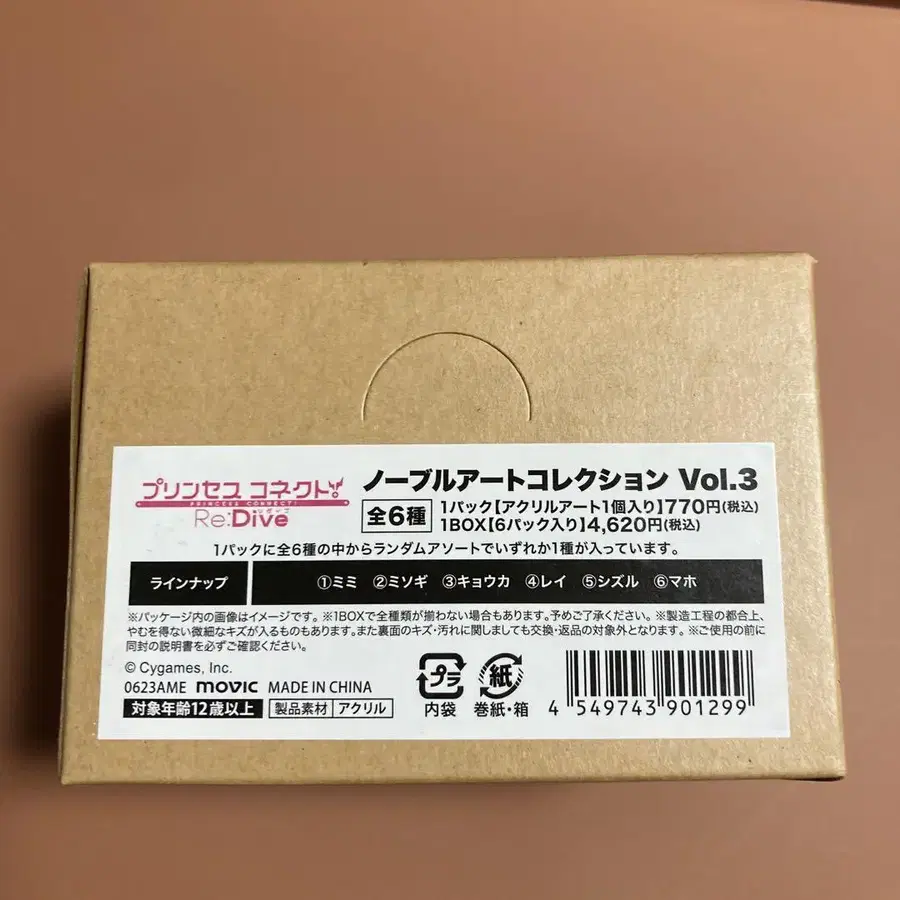 プリンセス コネクト!
PRINCESS CONNECT!
Re:Dive
リダイブ
ノーブルアートコレクション Vol.3
全6種
1パック【アクリルアート1個入り】770円(税込)
1BOX【6パック入り】4,620円(税込)
1パックに全6種の中からランダムアソートでいずれか1種が入っています。
ラインナップ ①ミミ ②ミソギ ③キョウカ ④レイ ⑤シズル ⑥マホ
※パッケージ内の画像はイメージです。※1BOXで全種類が揃わない場合もあります。予めご了承ください。※製造工程の都合上、
やむを得ない微細なキズが入るものもあります。また裏面のキズ・汚れに関しましても交換・返品の対象外となります。※ご使用の前に
同封の説明書を必ずご確認ください。
© Cygames, Inc.
0623AME movic MADE IN CHINA
対象年齢12歳以上 製品素材 アクリル
プラ
内袋
紙
巻紙・箱
4 549743 901299